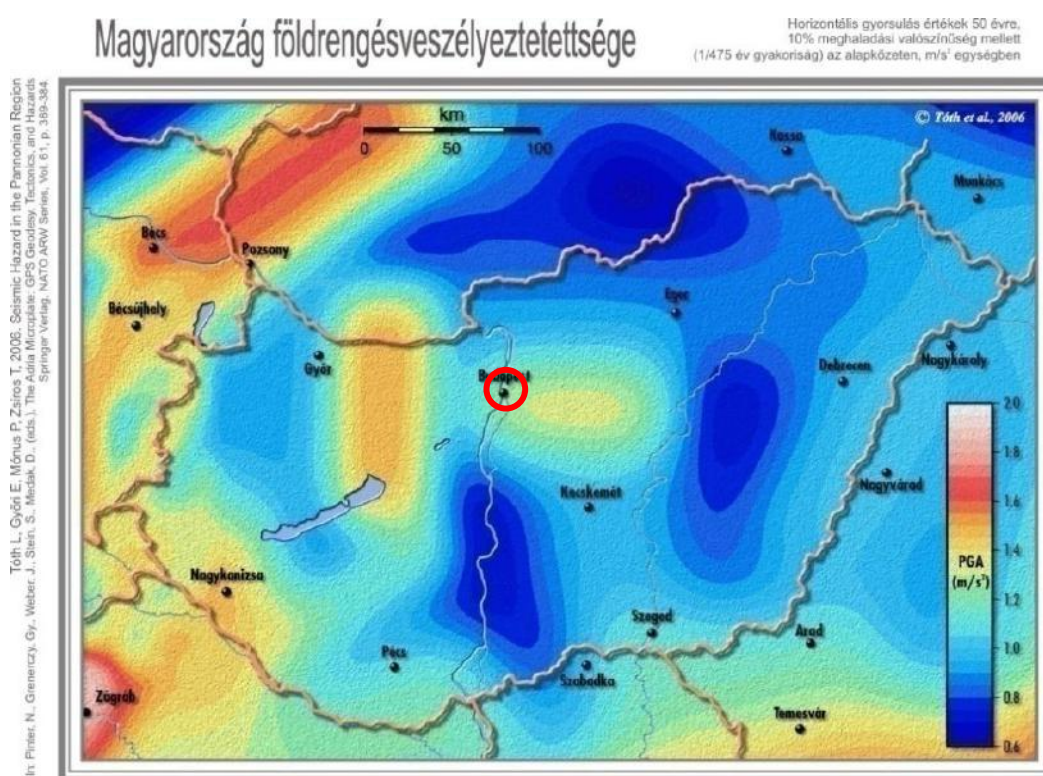 Magyarország földrengésveszélyeztetettsége
Horizontális gyorsulás értékek 50 évre,
10% meghaladási valószínűség mellett
(1/475 év gyakoriság) az alapkőzeten, m/s² egységben
Tóth L., Győri E, Mónus P, Zsíros T, 2006. Seismic Hazard in the Pannonian Region
In: Pinter, N., Grenerczy, Gy., Weber, J., Stein, S., Medak, D., (eds.), The Adria Microplate: GPS Geodesy, Tectonics, and Hazards
Springer Verlag, NATO ARW Series, Vol. 61, p. 369-384.
km
0 50 100
© Tóth et al., 2006
Kassa
Munkács
Bécs
Pozsony
Bécsújhely
Eger
Győr
Budapest
Debrecen
Nagykároly
Kecskemét
Nagyvárad
Nagykanizsa
Szeged
Arad
Pécs
Szabadka
Zágráb
Temesvár
2.0
1.8
1.6
1.4
PGA
(m/s²)
1.2
1.0
0.8
0.6